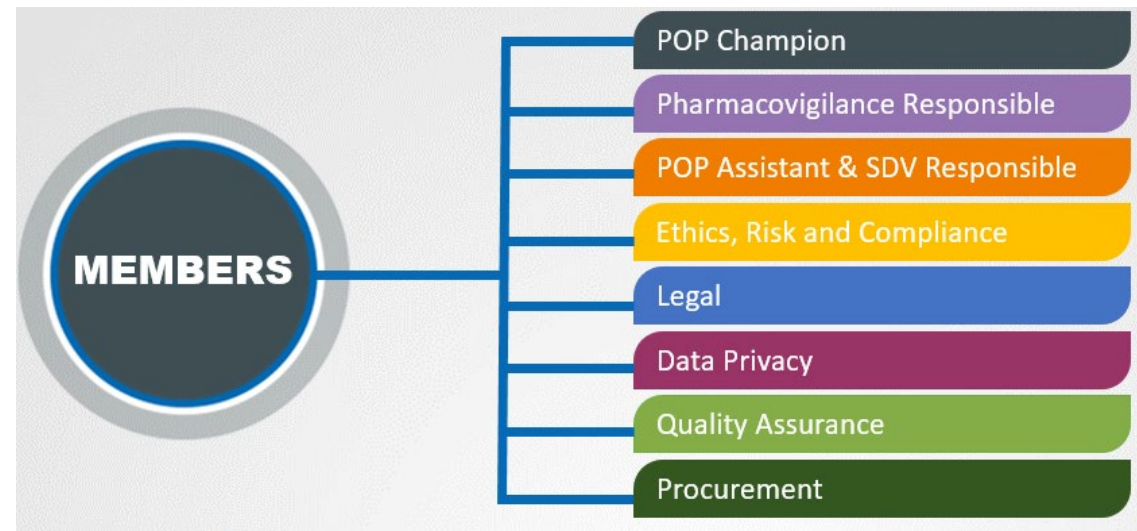 MEMBERS
POP Champion
Pharmacovigilance Responsible
POP Assistant & SDV Responsible
Ethics, Risk and Compliance
Legal
Data Privacy
Quality Assurance
Procurement